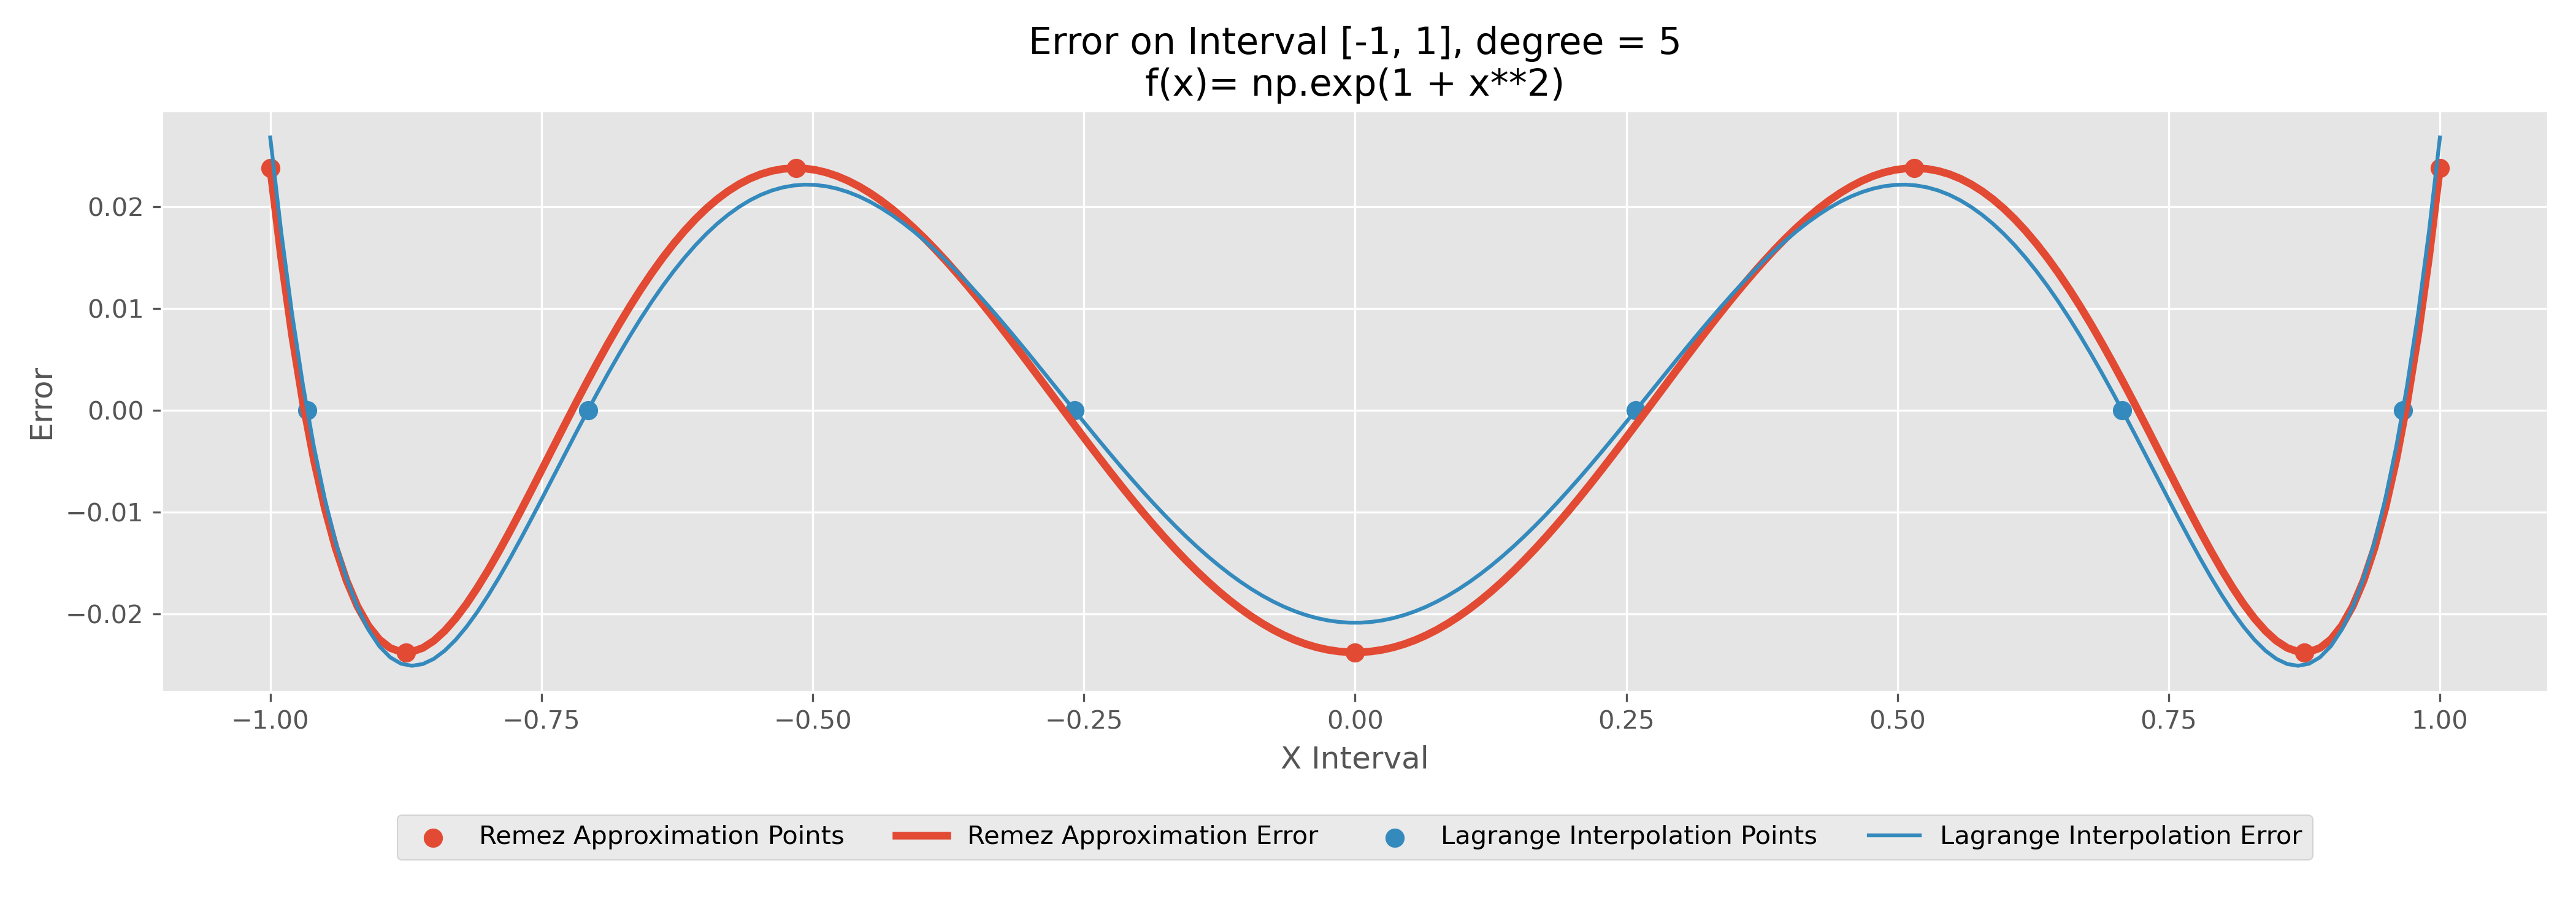 Error on Interval [-1, 1], degree = 5
f(x)= np.exp(1 + x**2)
Error
0.02
0.01
0.00
−0.01
−0.02
−1.00 −0.75 −0.50 −0.25 0.00 0.25 0.50 0.75 1.00
X Interval
Remez Approximation Points Remez Approximation Error Lagrange Interpolation Points Lagrange Interpolation Error